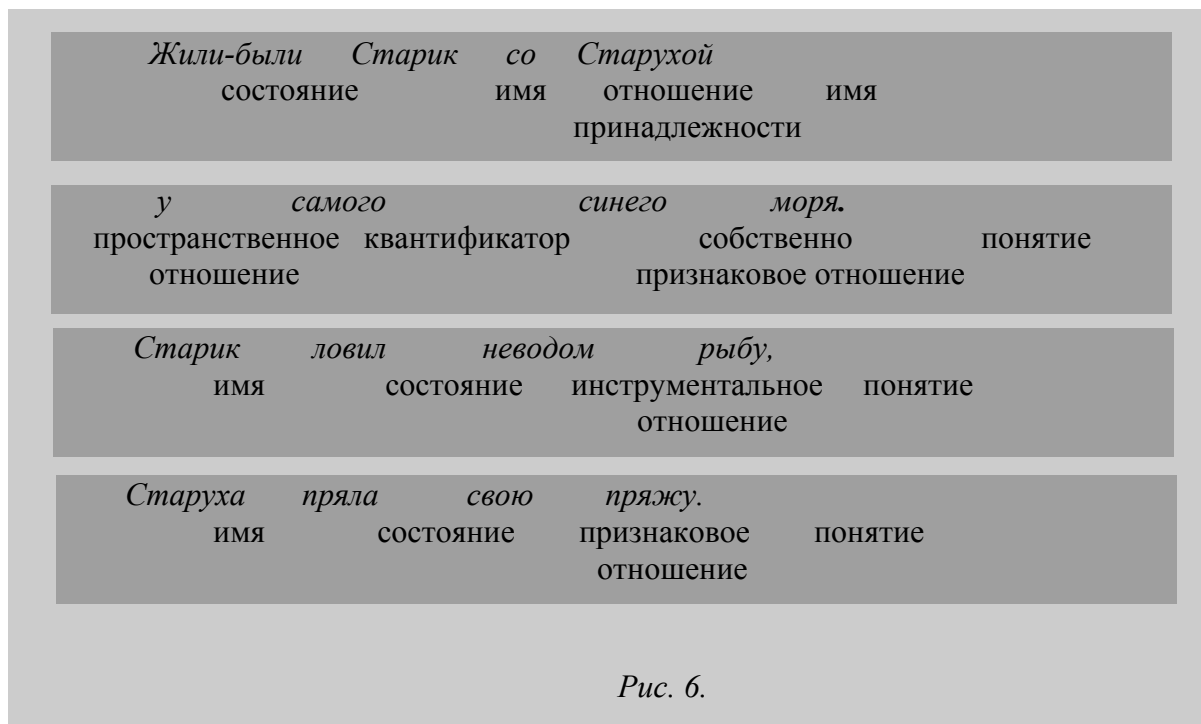 Жили-были Старик со Старухой
состояние имя отношение имя
принадлежности
у самого синего моря.
пространственное квантификатор собственно понятие
отношение признаковое отношение
Старик ловил неводом рыбу,
имя состояние инструментальное понятие
отношение
Старуха пряла свою пряжу.
имя состояние признаковое понятие
отношение
Рис. 6.